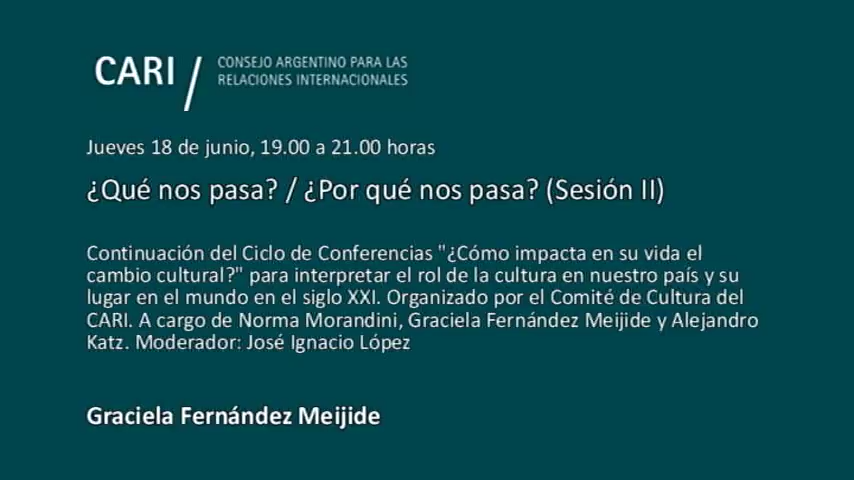 CARI
CONSEJO ARGENTINO PARA LAS
RELACIONES INTERNACIONALES
Jueves 18 de junio, 19.00 a 21.00 horas
¿Qué nos pasa? / ¿Por qué nos pasa? (Sesión II)
Continuación del Ciclo de Conferencias "¿Cómo impacta en su vida el
cambio cultural?" para interpretar el rol de la cultura en nuestro país y su
lugar en el mundo en el siglo XXI. Organizado por el Comité de Cultura del
CARI. A cargo de Norma Morandini, Graciela Fernández Meijide y Alejandro
Katz. Moderador: José Ignacio López
Graciela Fernández Meijide